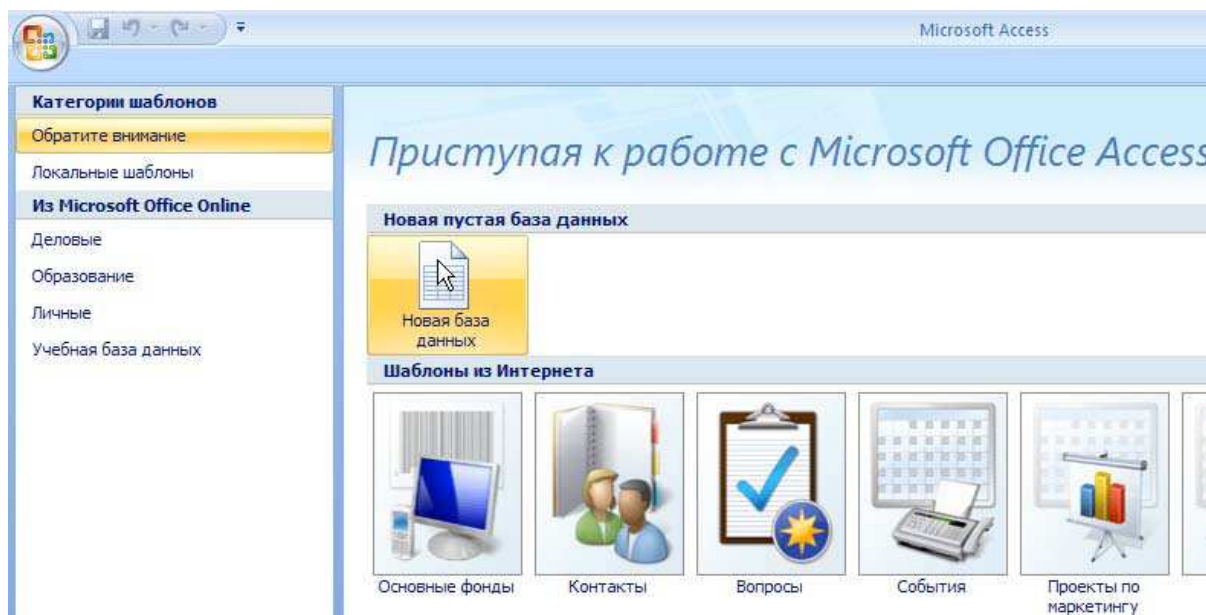 Microsoft Access
Категории шаблонов
Обратите внимание
Локальные шаблоны
Из Microsoft Office Online
Деловые
Образование
Личные
Учебная база данных
Приступая к работе с Microsoft Office Access
Новая пустая база данных
Новая база
данных
Шаблоны из Интернета
Основные фонды
Контакты
Вопросы
События
Проекты по
маркетингу